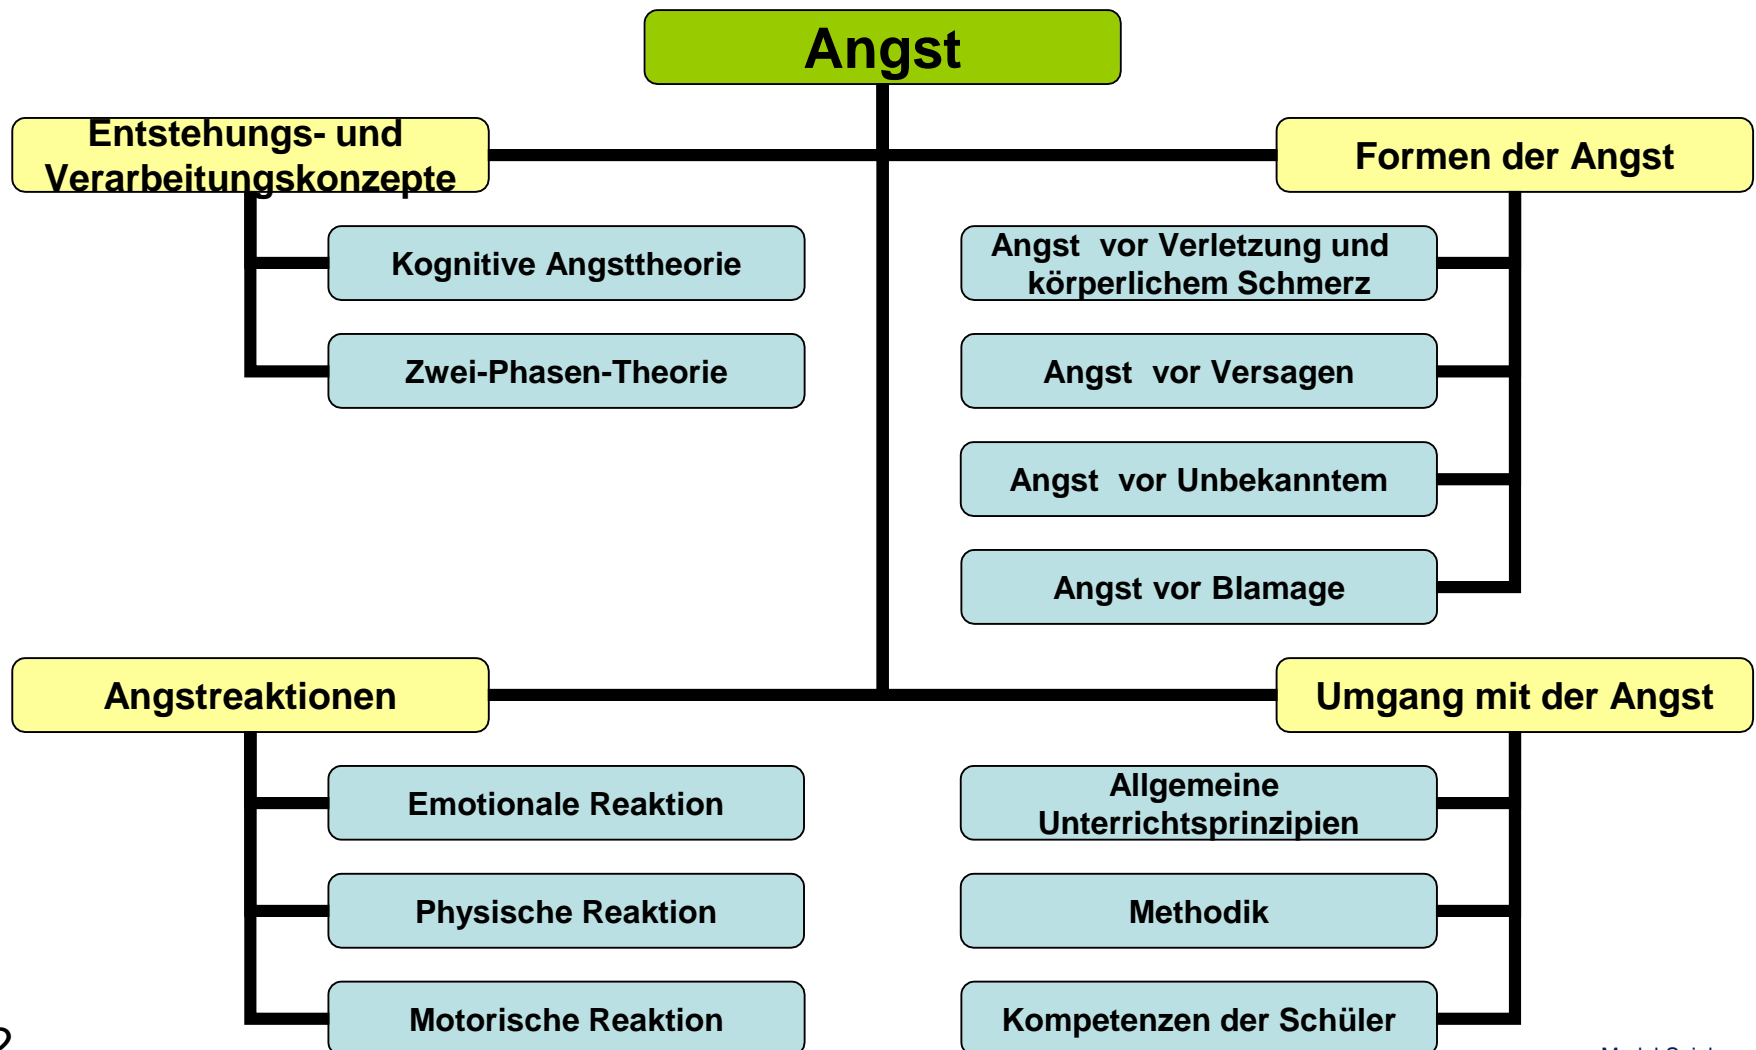 Angst
Entstehungs- und
Verarbeitungskonzepte
Kognitive Angsttheorie
Zwei-Phasen-Theorie
Formen der Angst
Angst vor Verletzung und
körperlichem Schmerz
Angst vor Versagen
Angst vor Unbekanntem
Angst vor Blamage
Angstreaktionen
Emotionale Reaktion
Physische Reaktion
Motorische Reaktion
Umgang mit der Angst
Allgemeine
Unterrichtsprinzipien
Methodik
Kompetenzen der Schüler